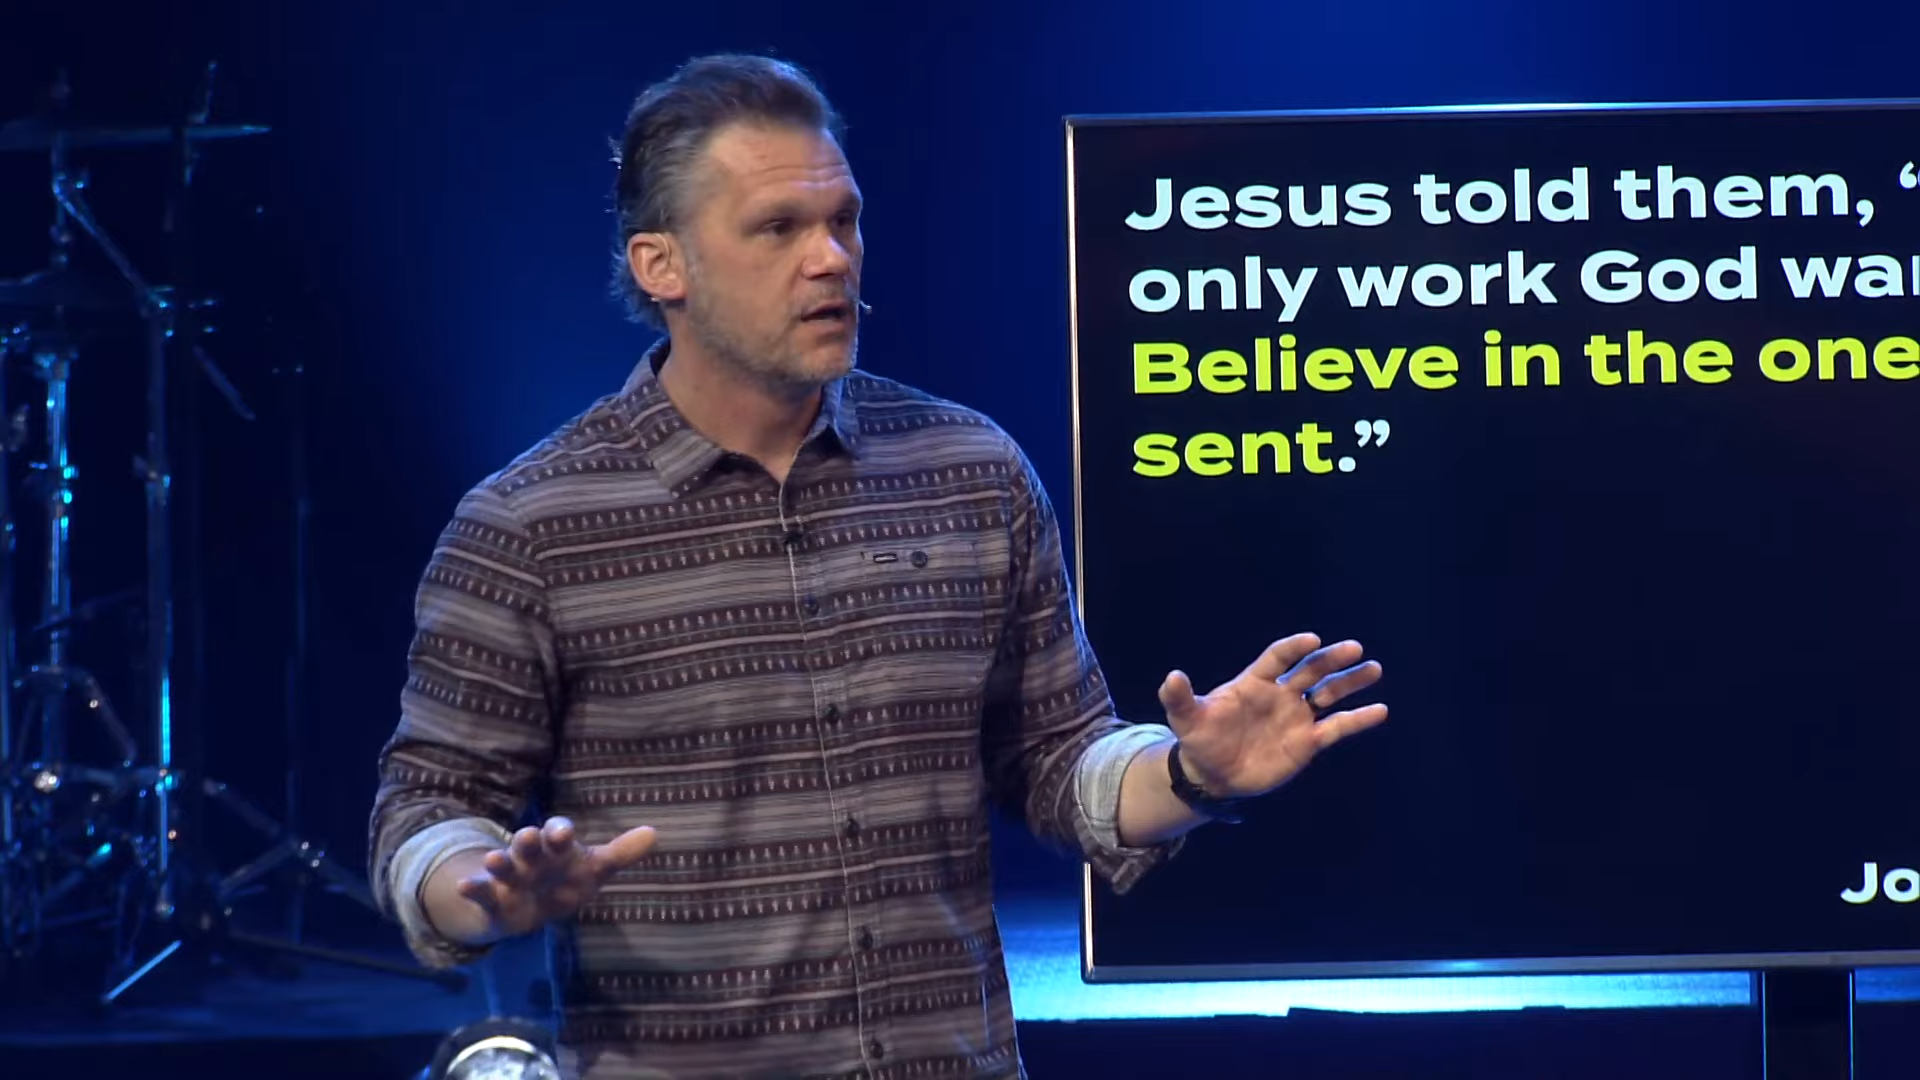 Jesus told them, “
only work God wa
Believe in the one
sent.”
Jo